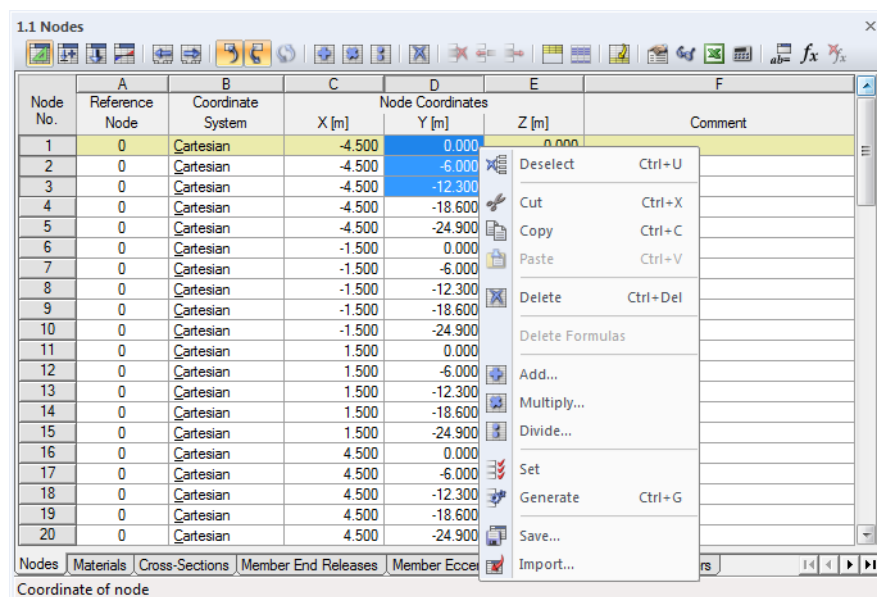 1.1 Nodes
A B C D E F
Node No. Reference Node Coordinate System Node Coordinates
X [m] Y [m] Z [m] Comment
1 0 Cartesian -4.500 0.000 0.000
2 0 Cartesian -4.500 -6.000
3 0 Cartesian -4.500 -12.300
4 0 Cartesian -4.500 -18.600
5 0 Cartesian -4.500 -24.900
6 0 Cartesian -1.500 0.000
7 0 Cartesian -1.500 -6.000
8 0 Cartesian -1.500 -12.300
9 0 Cartesian -1.500 -18.600
10 0 Cartesian -1.500 -24.900
11 0 Cartesian 1.500 0.000
12 0 Cartesian 1.500 -6.000
13 0 Cartesian 1.500 -12.300
14 0 Cartesian 1.500 -18.600
15 0 Cartesian 1.500 -24.900
16 0 Cartesian 4.500 0.000
17 0 Cartesian 4.500 -6.000
18 0 Cartesian 4.500 -12.300
19 0 Cartesian 4.500 -18.600
20 0 Cartesian 4.500 -24.900
Deselect Ctrl+U
Cut Ctrl+X
Copy Ctrl+C
Paste Ctrl+V
Delete Ctrl+Del
Delete Formulas
Add...
Multiply...
Divide...
Set
Generate Ctrl+G
Save...
Import...
Nodes Materials Cross-Sections Member End Releases Member Eccer rs
Coordinate of node